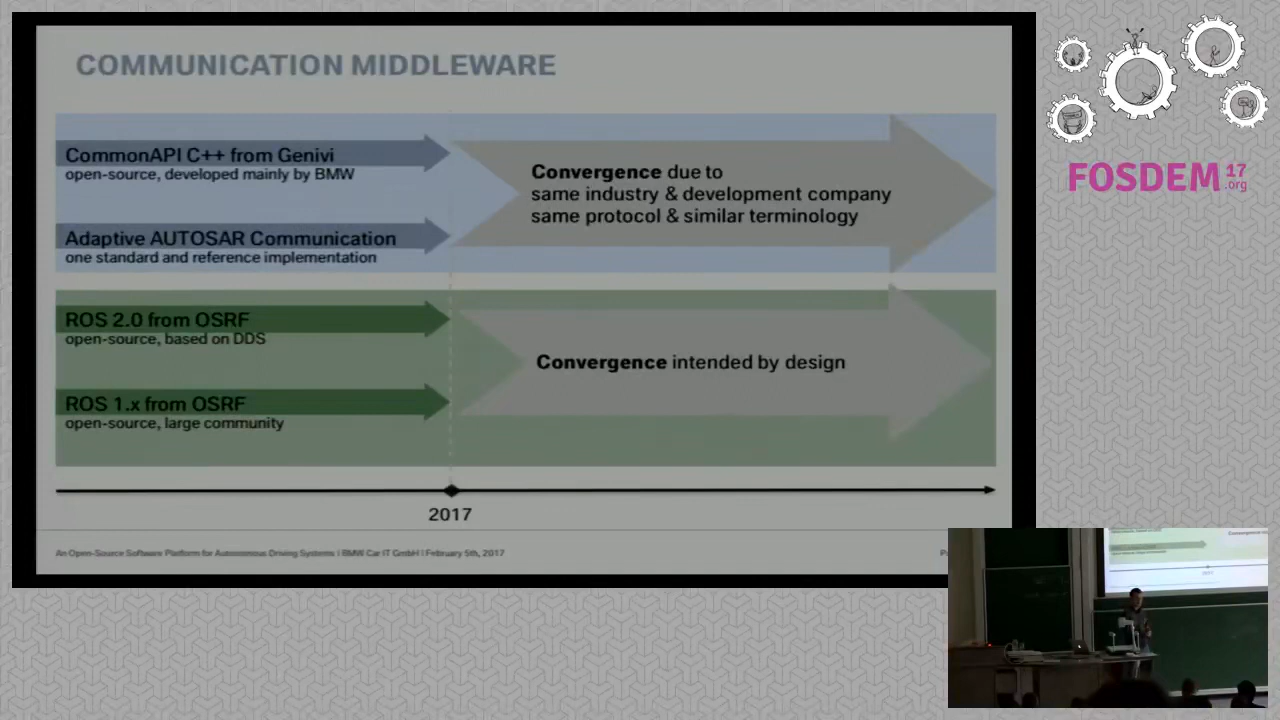 COMMUNICATION MIDDLEWARE
CommonAPI C++ from Genivi
open-source, developed mainly by BMW
Adaptive AUTOSAR Communication
one standard and reference implementation
Convergence due to
same industry & development company
same protocol & similar terminology
ROS 2.0 from OSRF
open-source, based on DDS
ROS 1.x from OSRF
open-source, large community
Convergence intended by design
2017
An Open-Source Software Platform for Autonomous Driving Systems | BMW Car IT GmbH | February 5th, 2017
FOSDEM 17
.org